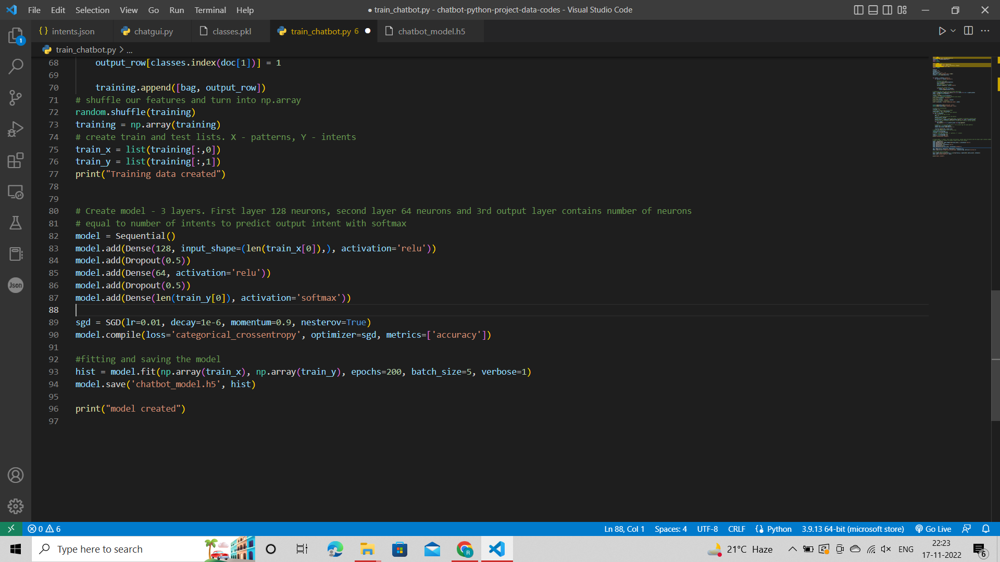 File Edit Selection View Go Run Terminal Help ● train_chatbot.py - chatbot-python-project-data-codes - Visual Studio Code
{} intents.json chatgui.py classes.pkl train_chatbot.py 6 ● chatbot_model.h5
train_chatbot.py > ...
1
68 output_row[classes.index(doc[1])] = 1
69
70 training.append([bag, output_row])
71 # shuffle our features and turn into np.array
72 random.shuffle(training)
73 training = np.array(training)
74 # create train and test lists. X - patterns, Y - intents
75 train_x = list(training[:,0])
76 train_y = list(training[:,1])
77 print("Training data created")
78
79
80 # Create model - 3 layers. First layer 128 neurons, second layer 64 neurons and 3rd output layer contains number of neurons
81 # equal to number of intents to predict output intent with softmax
82 model = Sequential()
83 model.add(Dense(128, input_shape=(len(train_x[0]),), activation='relu'))
84 model.add(Dropout(0.5))
85 model.add(Dense(64, activation='relu'))
86 model.add(Dropout(0.5))
87 model.add(Dense(len(train_y[0]), activation='softmax'))
88
89 sgd = SGD(lr=0.01, decay=1e-6, momentum=0.9, nesterov=True)
90 model.compile(loss='categorical_crossentropy', optimizer=sgd, metrics=['accuracy'])
91
92 #fitting and saving the model
93 hist = model.fit(np.array(train_x), np.array(train_y), epochs=200, batch_size=5, verbose=1)
94 model.save('chatbot_model.h5', hist)
95
96 print("model created")
97
Json
0 6 Ln 88, Col 1 Spaces: 4 UTF-8 CRLF Python 3.9.13 64-bit (microsoft store) Go Live
Type here to search R 21°C Haze ENG 22:23
17-11-2022 6